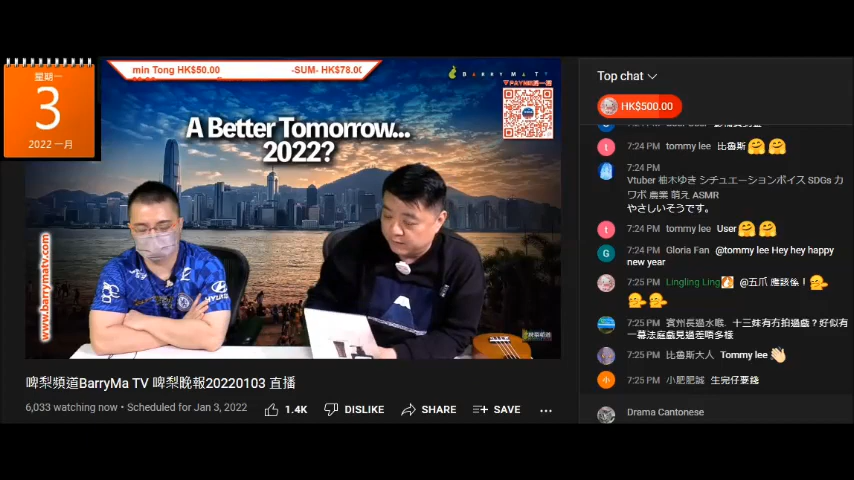 星期一
3
2022 一月
min Tong HK$50.00
-SUM- HK$78.00
BARRYMATV
A Better Tomorrow...
2022?
www.barrymatv.com
啤梨頻道BarryMa TV 啤梨晚報20220103 直播
6,033 watching now • Scheduled for Jan 3, 2022
1.4K
DISLIKE
SHARE
SAVE
Top chat
HK$500.00
7:24 PM tommy lee 比魯斯🤗🤗
7:24 PM
Vtuber 柚木ゆき シチュエーションボイス SDGs カ
ワボ 農業 萌え ASMR
やさしいそうです。
7:24 PM tommy lee User🤗🤗
7:24 PM Gloria Fan @tommy lee Hey hey happy
new year
7:25 PM Lingling Ling @五爪 應該係！🫡
🫡🫡
7:25 PM 賓州長過水喉. 十三妹有冇拍過戲？好似有
一幕法庭戲見過差唔多樣
7:25 PM 比魯斯大人 Tommy lee👋
小
7:25 PM 小肥肥誠 生完仔要錢
Drama Cantonese